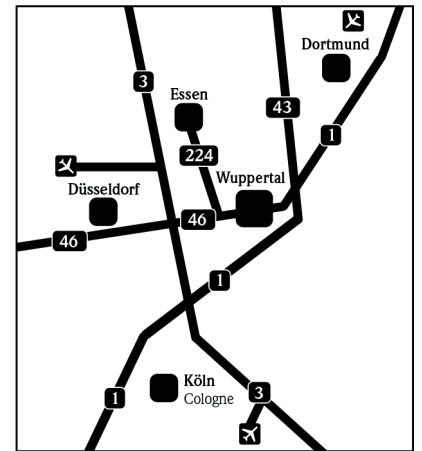 Dortmund
3
Essen
43
1
224
Wuppertal
Düsseldorf
46
46
1
Köln
Cologne
3
1